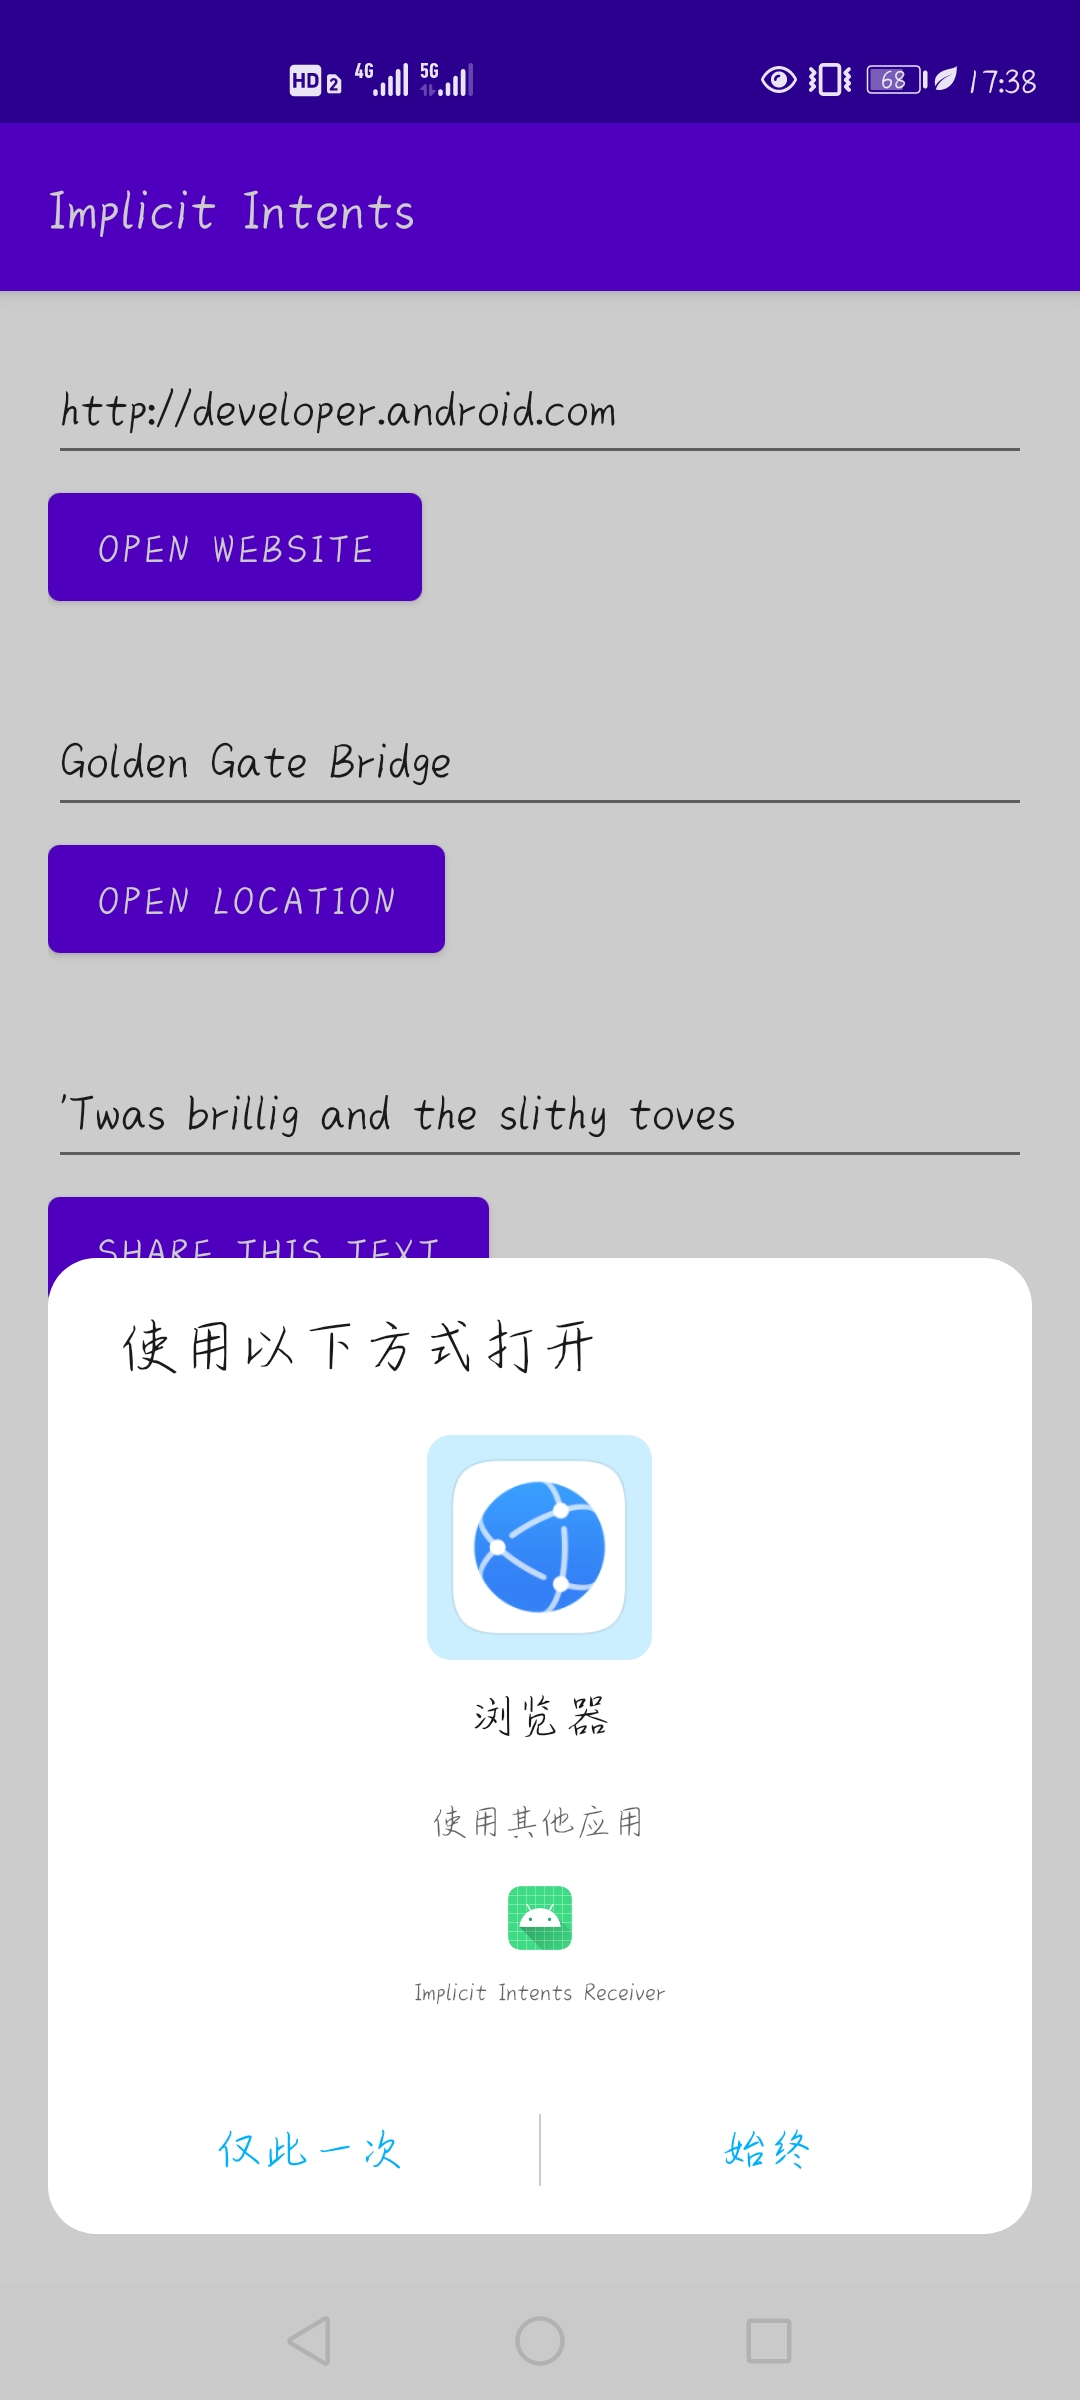 HD 2 4G 5G 68 17:38
Implicit Intents
http://developer.android.com
OPEN WEBSITE
Golden Gate Bridge
OPEN LOCATION
'Twas brillig and the slithy toves
SHARE THIS TEXT
使用以下方式打开
浏览器
使用其他应用
Implicit Intents Receiver
仅此一次 始终